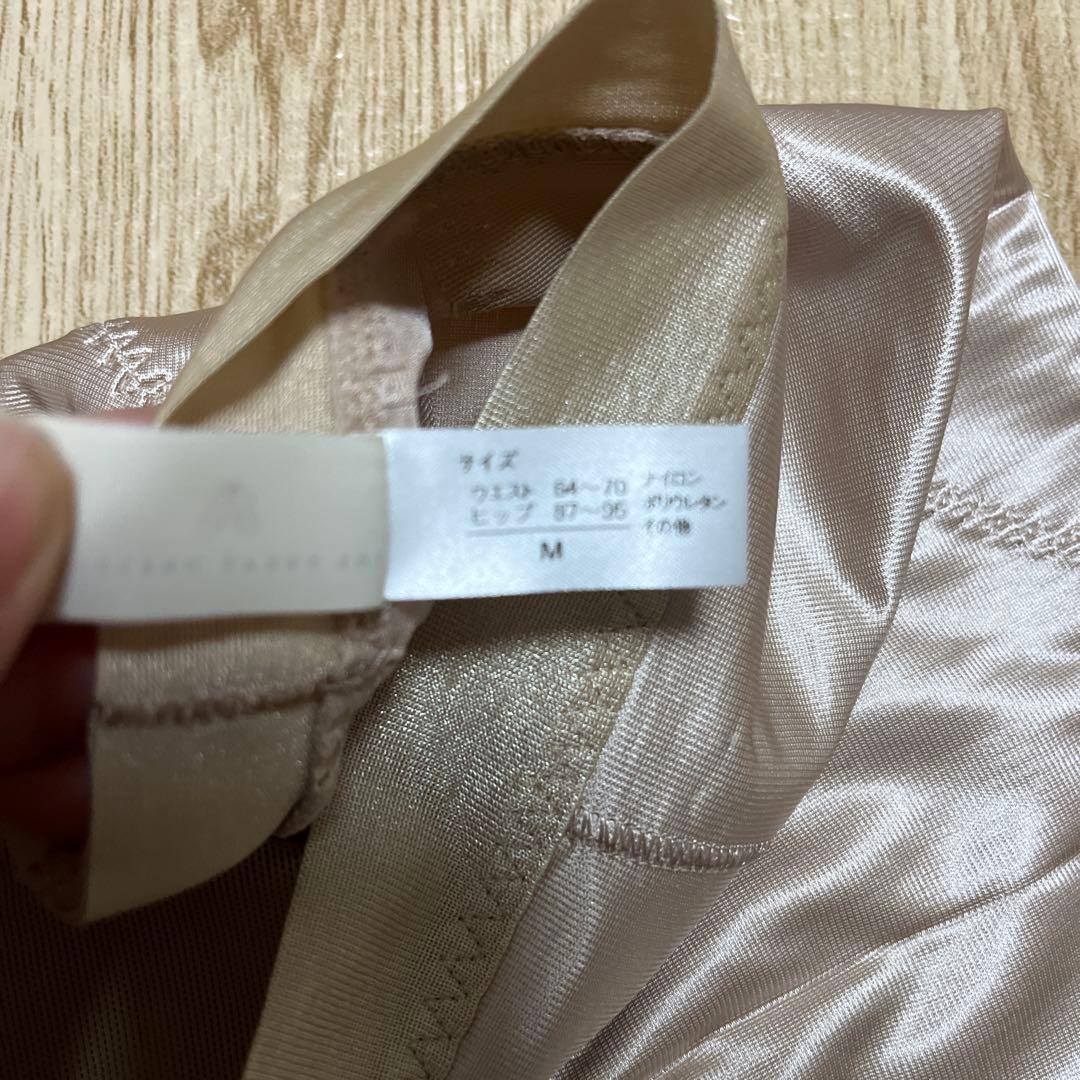 サイズ
ウエスト 64～70
ヒップ 87～95
M
ナイロン
ポリウレタン
その他